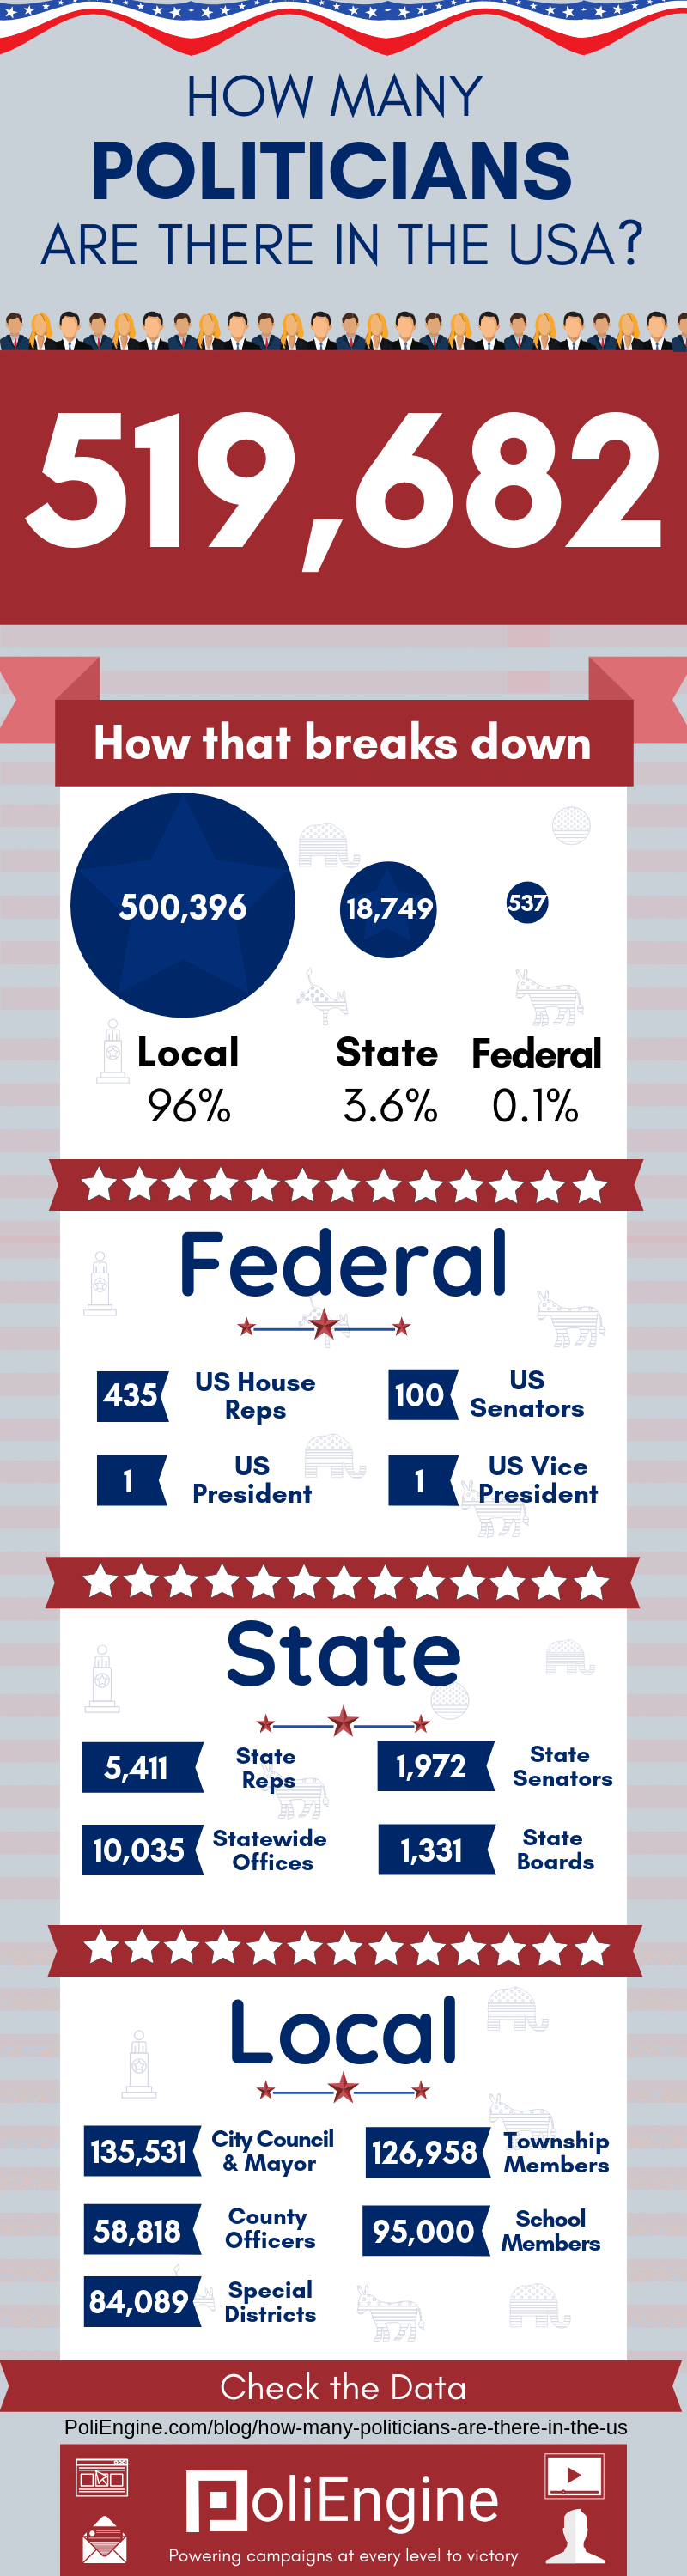 HOW MANY
POLITICIANS
ARE THERE IN THE USA?
519,682
How that breaks down
500,396
18,749
537
Local
State
Federal
96%
3.6%
0.1%
Federal
435
US House
Reps
100
US
Senators
1
US
President
1
US Vice
President
State
5,411
State
Reps
1,972
State
Senators
10,035
Statewide
Offices
1,331
State
Boards
Local
135,531
City Council
& Mayor
126,958
Township
Members
58,818
County
Officers
95,000
School
Members
84,089
Special
Districts
Check the Data
PoliEngine.com/blog/how-many-politicians-are-there-in-the-us
PoliEngine
Powering campaigns at every level to victory